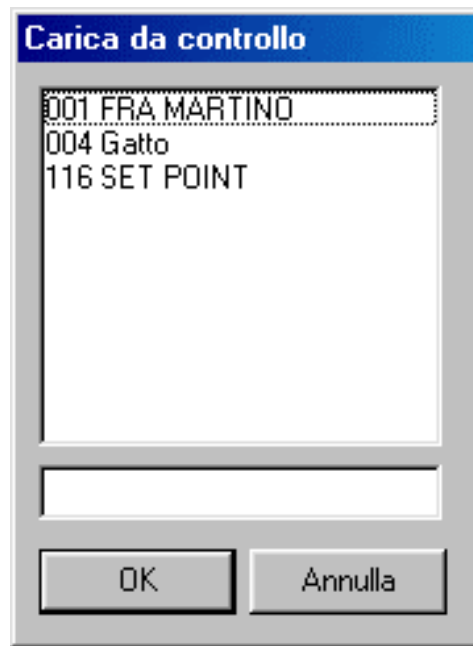 Carica da controllo
001 FRA MARTINO
004 Gatto
116 SET POINT
OK
Annulla